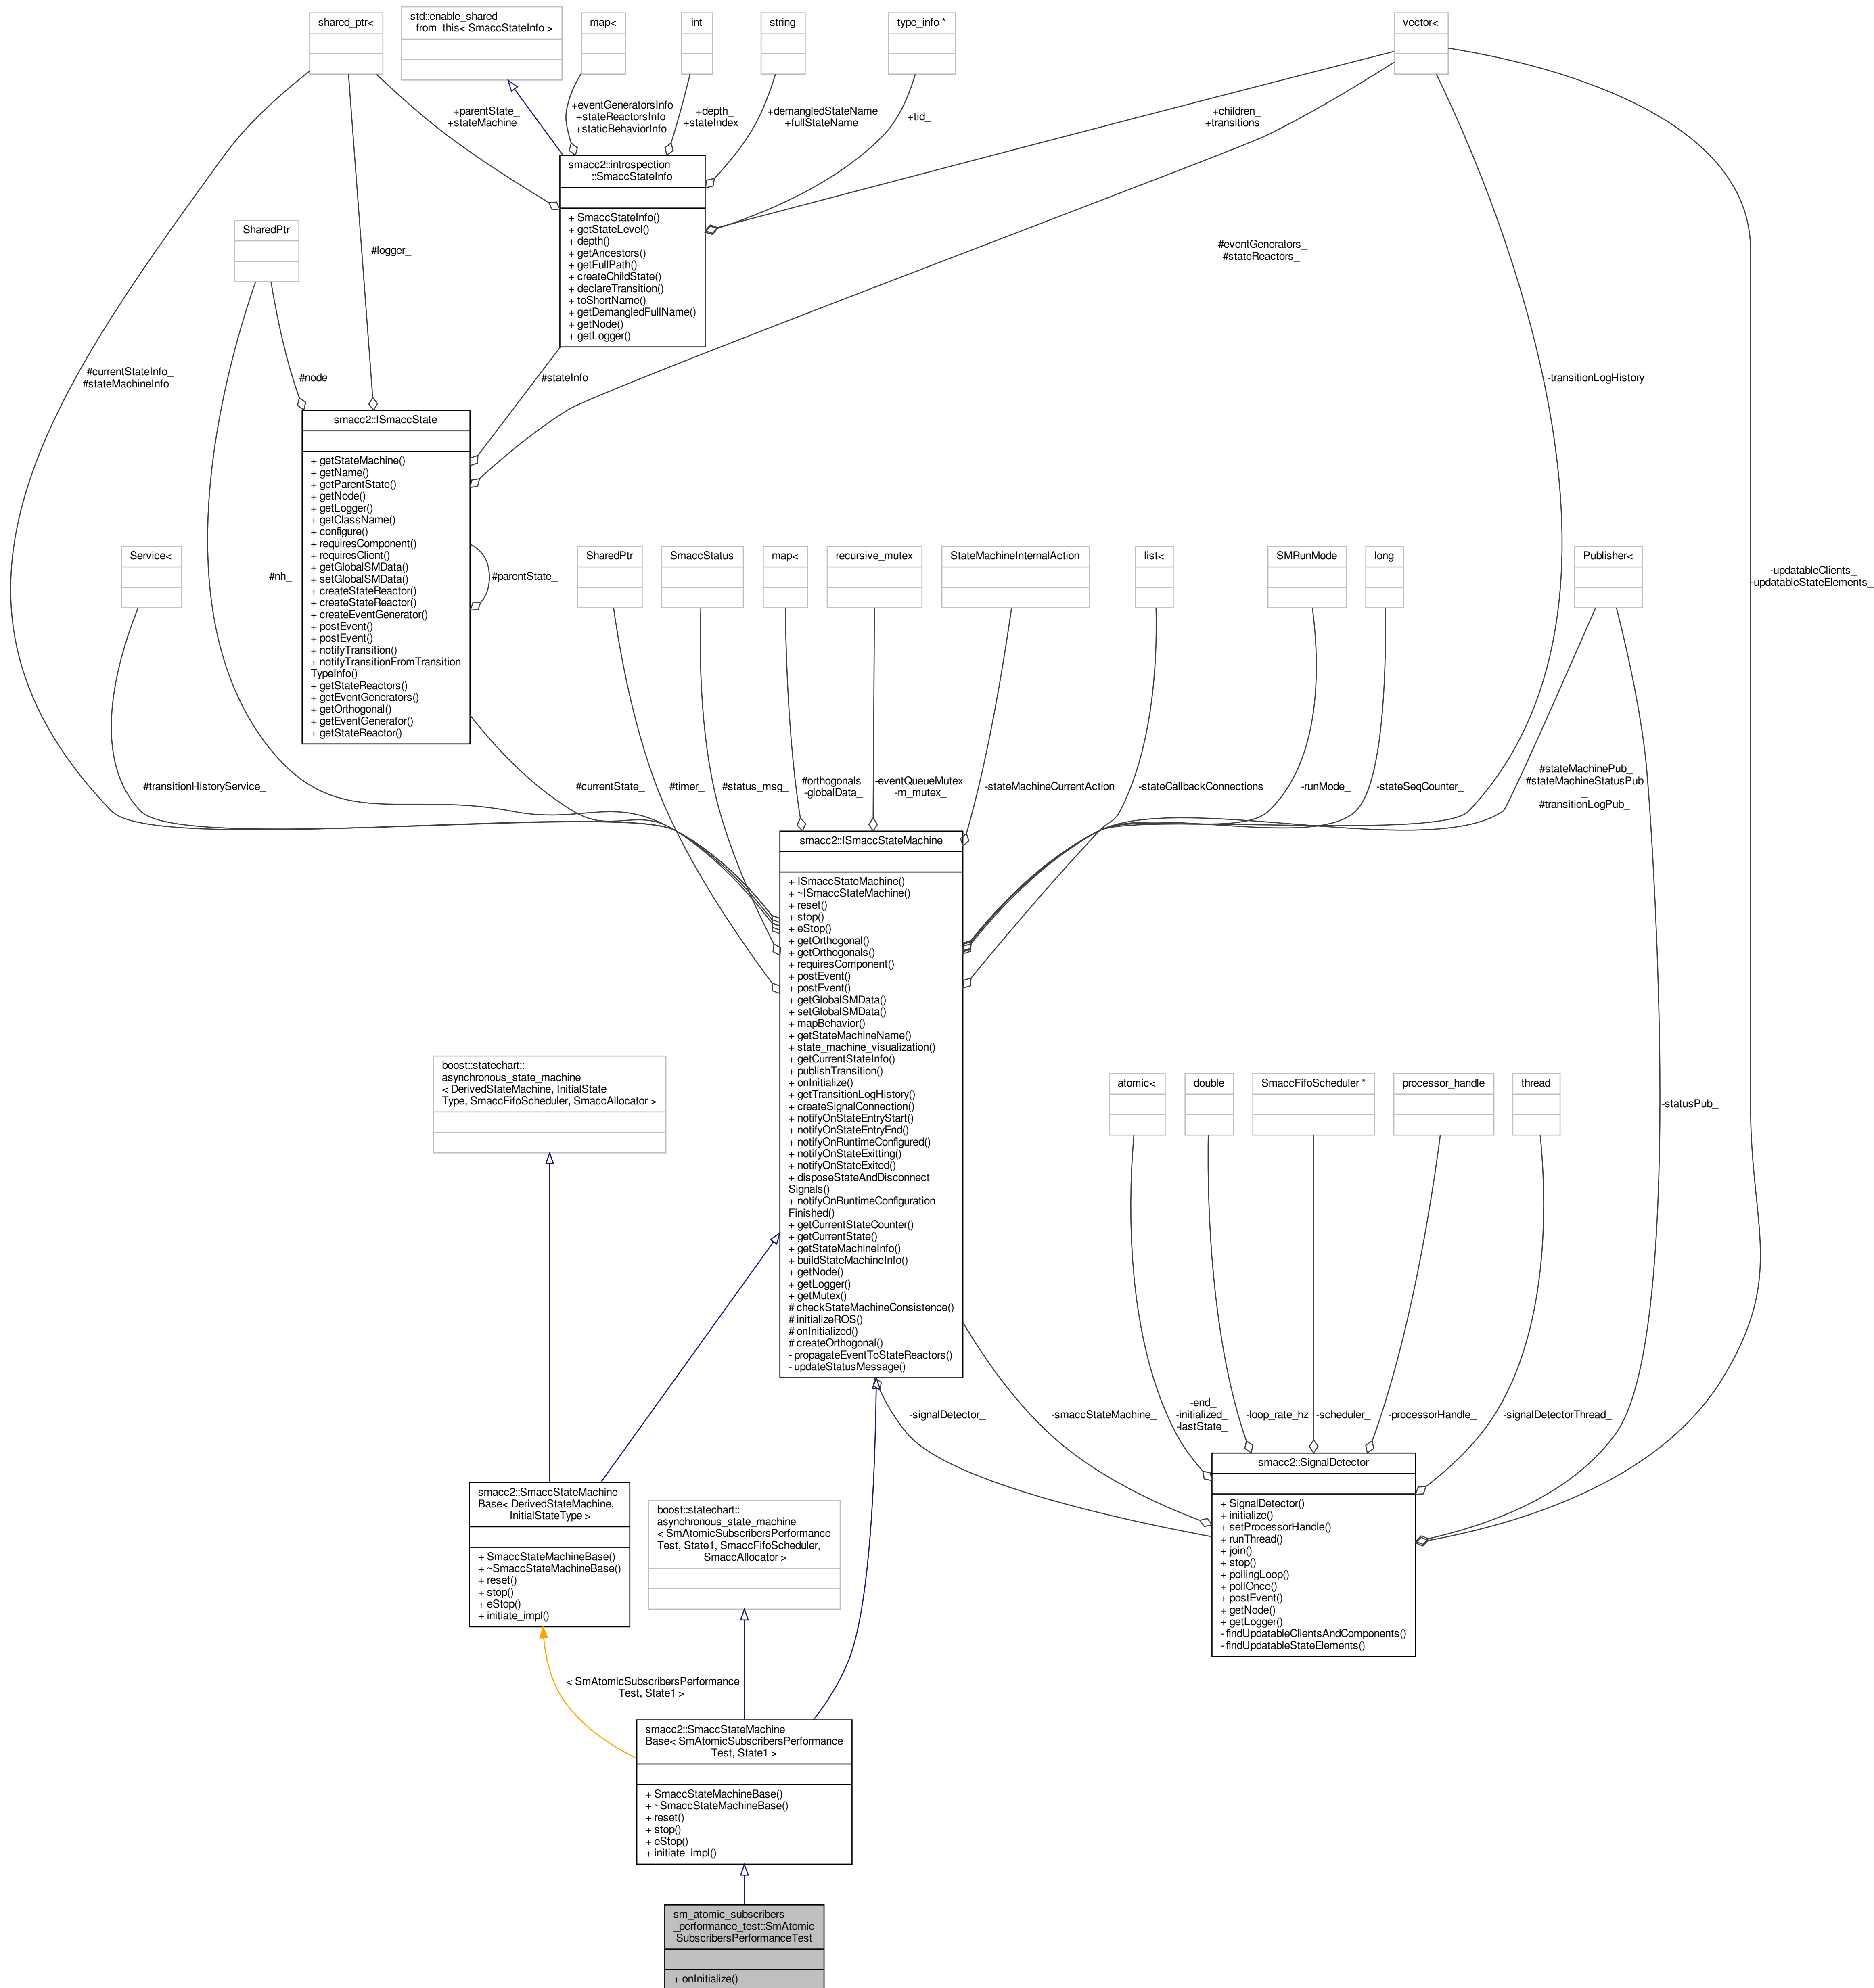 shared_ptr<
std::enable_shared
_from_this< SmaccStateInfo >
map<
int
string
type_info *
vector<
+parentState_
+stateMachine_
+eventGeneratorsInfo
+stateReactorsInfo
+staticBehaviorInfo
+depth_
+stateIndex_
+demangledStateName
+fullStateName
+tid_
+children_
+transitions_
smacc2::introspection
::SmaccStateInfo
+ SmaccStateInfo()
+ getStateLevel()
+ depth()
+ getAncestors()
+ getFullPath()
+ createChildState()
+ declareTransition()
+ toShortName()
+ getDemangledFullName()
+ getNode()
+ getLogger()
SharedPtr
#logger_
#eventGenerators_
#stateReactors_
#currentStateInfo_
#stateMachineInfo_
#node_
#stateInfo_
-transitionLogHistory_
smacc2::ISmaccState
+ getStateMachine()
+ getName()
+ getParentState()
+ getNode()
+ getLogger()
+ getClassName()
+ configure()
+ requiresComponent()
+ requiresClient()
+ getGlobalSMData()
+ setGlobalSMData()
+ createStateReactor()
+ createStateReactor()
+ createEventGenerator()
+ postEvent()
+ postEvent()
+ notifyTransition()
+ notifyTransitionFromTransition
TypeInfo()
+ getStateReactors()
+ getEventGenerators()
+ getOrthogonal()
+ getEventGenerator()
+ getStateReactor()
Service<
#nh_
#parentState_
SharedPtr
SmaccStatus
map<
recursive_mutex
StateMachineInternalAction
list<
SMRunMode
long
Publisher<
-updatableClients_
-updatableStateElements_
#transitionHistoryService_
#currentState_
#timer_
#status_msg_
#orthogonals_
-globalData_
-eventQueueMutex_
-m_mutex_
-stateMachineCurrentAction
-stateCallbackConnections
-runMode_
-stateSeqCounter_
#stateMachinePub_
#stateMachineStatusPub
_
#transitionLogPub_
smacc2::ISmaccStateMachine
+ ISmaccStateMachine()
+ ~ISmaccStateMachine()
+ reset()
+ stop()
+ eStop()
+ getOrthogonal()
+ getOrthogonals()
+ requiresComponent()
+ postEvent()
+ postEvent()
+ getGlobalSMData()
+ setGlobalSMData()
+ mapBehavior()
+ getStateMachineName()
+ state_machine_visualization()
+ getCurrentStateInfo()
+ publishTransition()
+ onInitialize()
+ getTransitionLogHistory()
+ createSignalConnection()
+ notifyOnStateEntryStart()
+ notifyOnStateEntryEnd()
+ notifyOnRuntimeConfigured()
+ notifyOnStateExitting()
+ notifyOnStateExited()
+ disposeStateAndDisconnect
Signals()
+ notifyOnRuntimeConfiguration
Finished()
+ getCurrentStateCounter()
+ getCurrentState()
+ getStateMachineInfo()
+ buildStateMachineInfo()
+ getNode()
+ getLogger()
+ getMutex()
# checkStateMachineConsistence()
# initializeROS()
# onInitialized()
# createOrthogonal()
- propagateEventToStateReactors()
- updateStatusMessage()
boost::statechart::
asynchronous_state_machine
< DerivedStateMachine, InitialState
Type, SmaccFifoScheduler, SmaccAllocator >
atomic<
double
SmaccFifoScheduler *
processor_handle
thread
-statusPub_
-signalDetector_
-smaccStateMachine_
-end_
-initialized_
-lastState_
-loop_rate_hz
-scheduler_
-processorHandle_
-signalDetectorThread_
smacc2::SignalDetector
+ SignalDetector()
+ initialize()
+ setProcessorHandle()
+ runThread()
+ join()
+ stop()
+ pollingLoop()
+ pollOnce()
+ postEvent()
+ getNode()
+ getLogger()
- findUpdatableClientsAndComponents()
- findUpdatableStateElements()
smacc2::SmaccStateMachine
Base< DerivedStateMachine,
InitialStateType >
+ SmaccStateMachineBase()
+ ~SmaccStateMachineBase()
+ reset()
+ stop()
+ eStop()
+ initiate_impl()
boost::statechart::
asynchronous_state_machine
< SmAtomicSubscribersPerformance
Test, State1, SmaccFifoScheduler,
SmaccAllocator >
< SmAtomicSubscribersPerformance
Test, State1 >
smacc2::SmaccStateMachine
Base< SmAtomicSubscribersPerformance
Test, State1 >
+ SmaccStateMachineBase()
+ ~SmaccStateMachineBase()
+ reset()
+ stop()
+ eStop()
+ initiate_impl()
sm_atomic_subscribers
_performance_test::SmAtomic
SubscribersPerformanceTest
+ onInitialize()